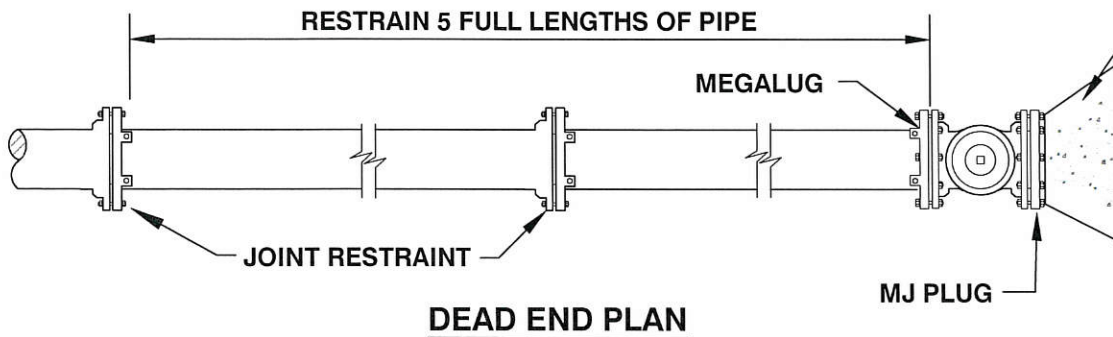 RESTRAIN 5 FULL LENGTHS OF PIPE
MEGALUG
JOINT RESTRAINT
MJ PLUG
DEAD END PLAN